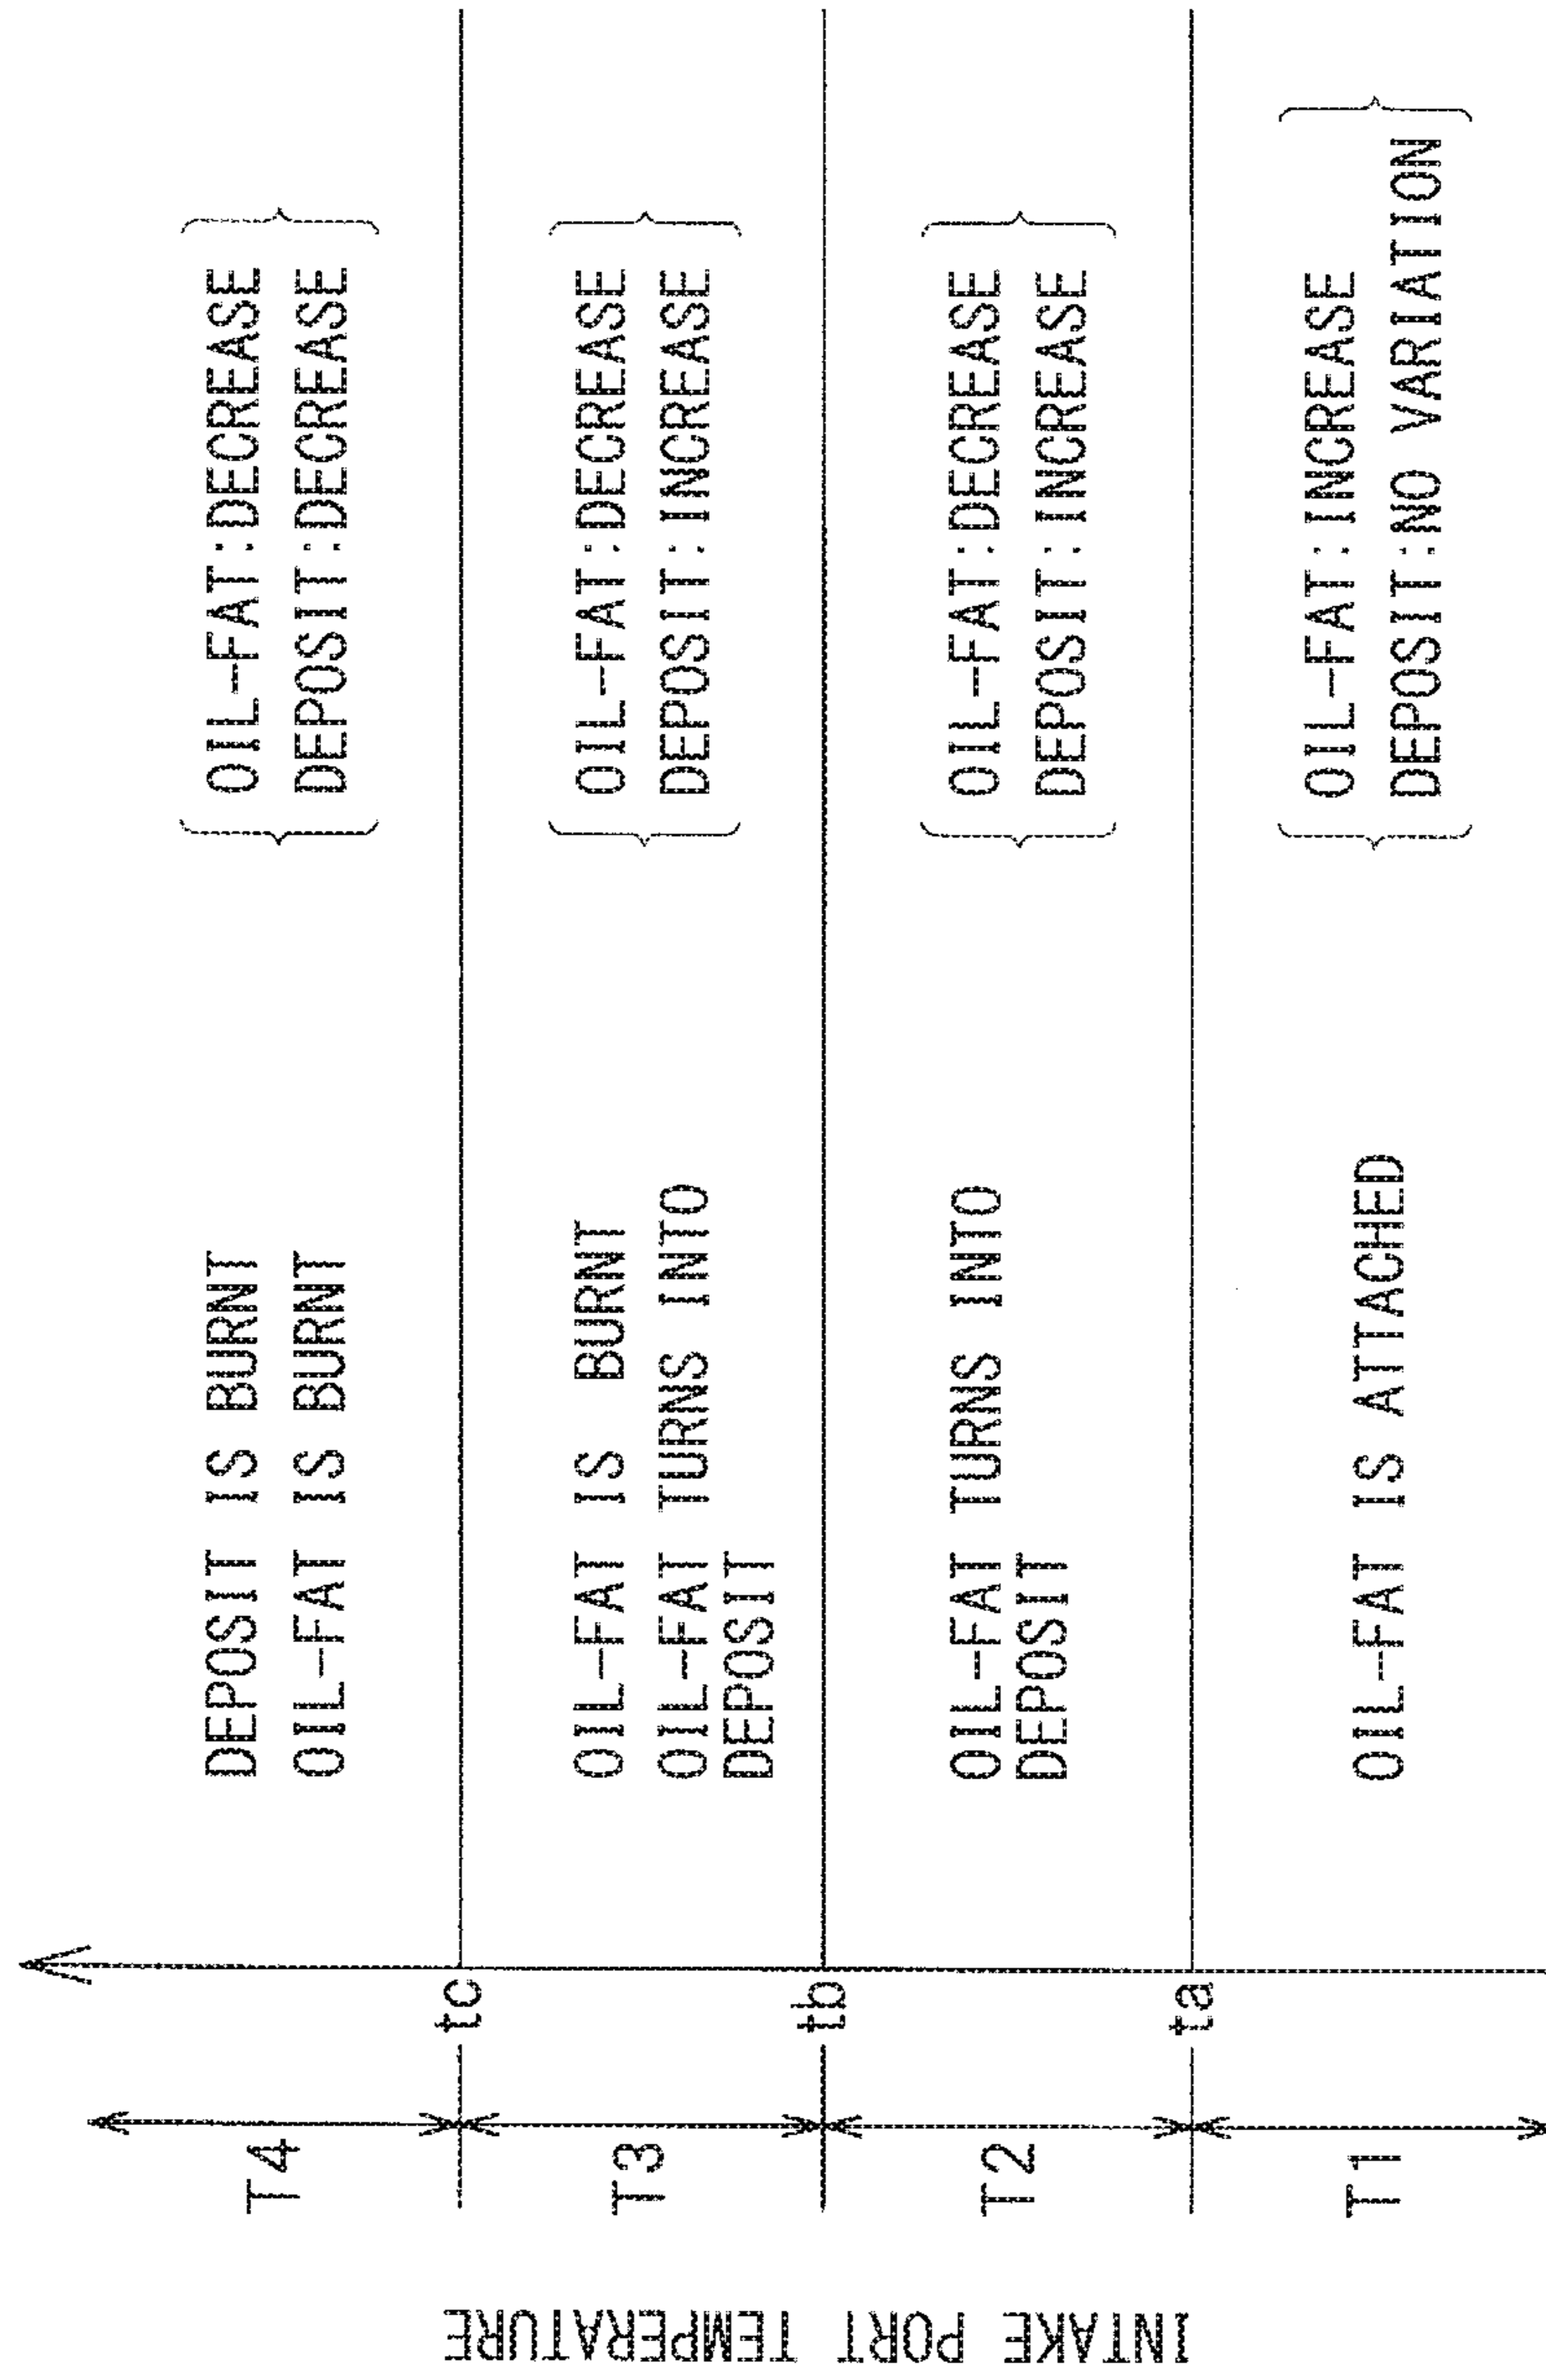 INTAKE PORT TEMPERATURE
T4
DEPOSIT IS BURNT
OIL-FAT IS BURNT
OIL-FAT:DECREASE
DEPOSIT:DECREASE
tc
T3
OIL-FAT IS BURNT
OIL-FAT TURNS INTO
DEPOSIT
OIL-FAT:DECREASE
DEPOSIT:INCREASE
tb
T2
OIL-FAT TURNS INTO
DEPOSIT
OIL-FAT:DECREASE
DEPOSIT:INCREASE
ta
T1
OIL-FAT IS ATTACHED
OIL-FAT:INCREASE
DEPOSIT:NO VARIATION